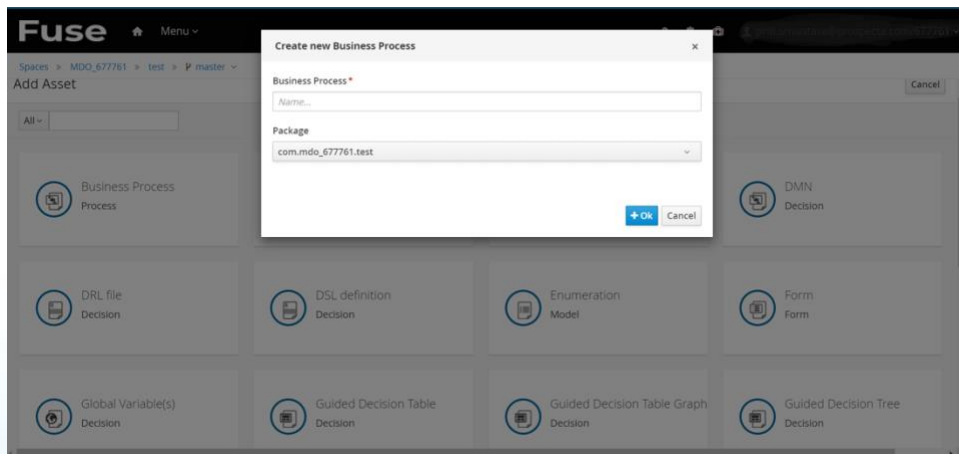 Fuse
Menu
Create new Business Process
×
Spaces > MDO_677761 > test > master
Add Asset
Cancel
Business Process *
Name...
All
Package
com.mdo_677761.test
+ Ok
Cancel
Business Process
Process
DMN
Decision
DRL file
Decision
DSL definition
Decision
Enumeration
Model
Form
Form
Global Variable(s)
Decision
Guided Decision Table
Decision
Guided Decision Table Graph
Decision
Guided Decision Tree
Decision